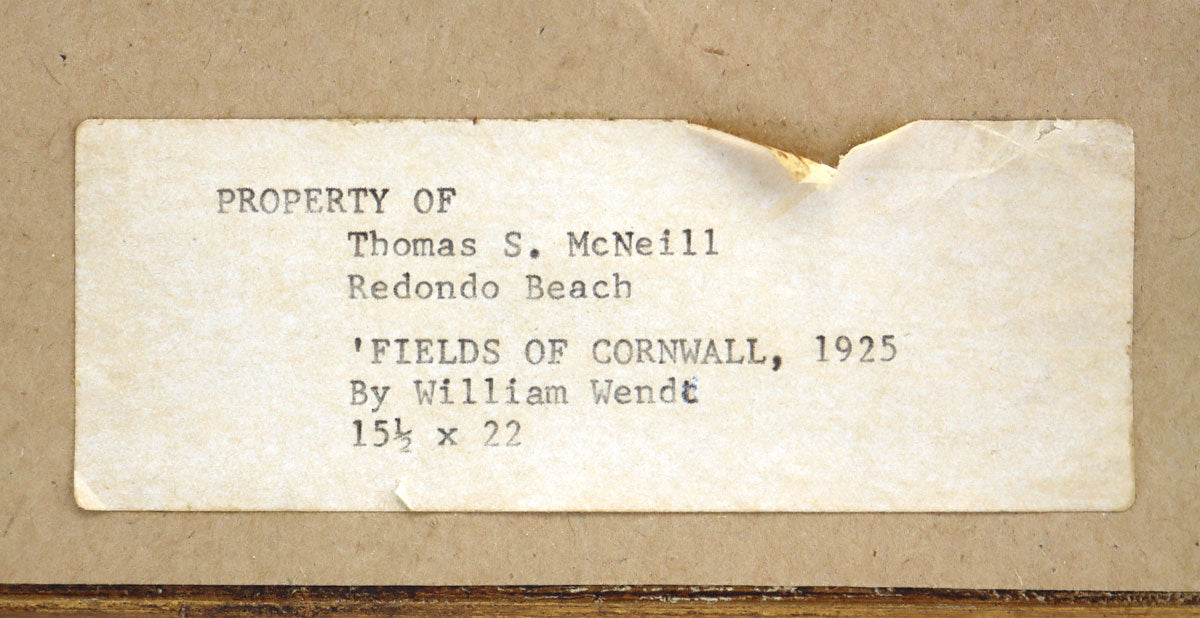 PROPERTY OF
Thomas S. McNeill
Redondo Beach
'FIELDS OF CORNWALL, 1925
By William Wendt
15½ x 22